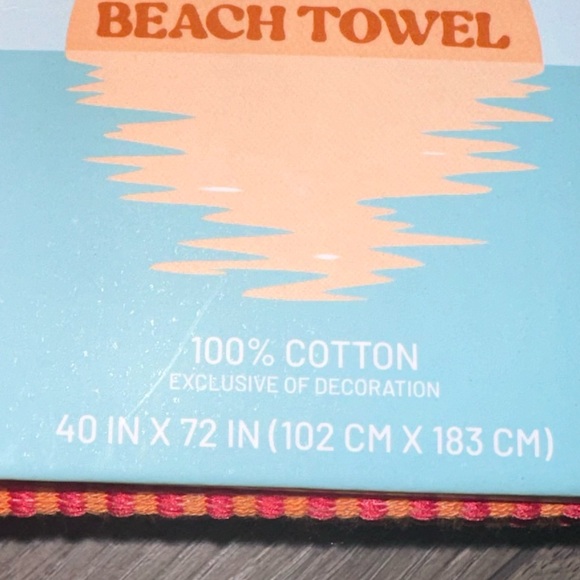 BEACH TOWEL
100% COTTON
EXCLUSIVE OF DECORATION
40 IN X 72 IN (102 CM X 183 CM)